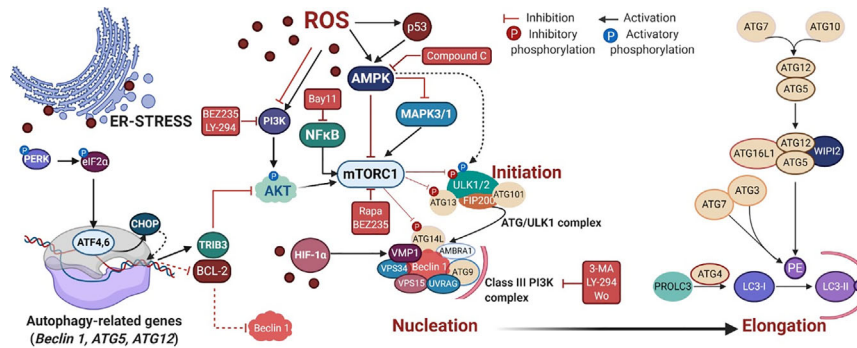 ROS
p53
Inhibition
Activation
P Inhibitory
phosphorylation
P Activatory
phosphorylation
ATG7
ATG10
Compound C
AMPK
ATG12
ATG5
ER-STRESS
BEZ235
LY-294
PI3K
Bay11
NFκB
MAPK3/1
P
PERK
P
eIF2α
P
AKT
mTORC1
P
P
ULK1/2
Initiation
P
ATG13
FIP200
ATG101
ATG16L1
ATG12
ATG5
WIPI2
ATG3
ATG7
CHOP
ATF4,6
TRIB3
BCL-2
Rapa
BEZ235
ATG/ULK1 complex
P
ATG14L
HIF-1α
VMP1
AMBRA1
VPS34
Beclin 1
ATG9
VPS15
UVRAG
Class III PI3K
complex
3-MA
LY-294
Wo
PE
ATG4
PROLC3
LC3-I
LC3-II
Autophagy-related genes
(Beclin 1, ATG5, ATG12)
Beclin 1
Nucleation
Elongation